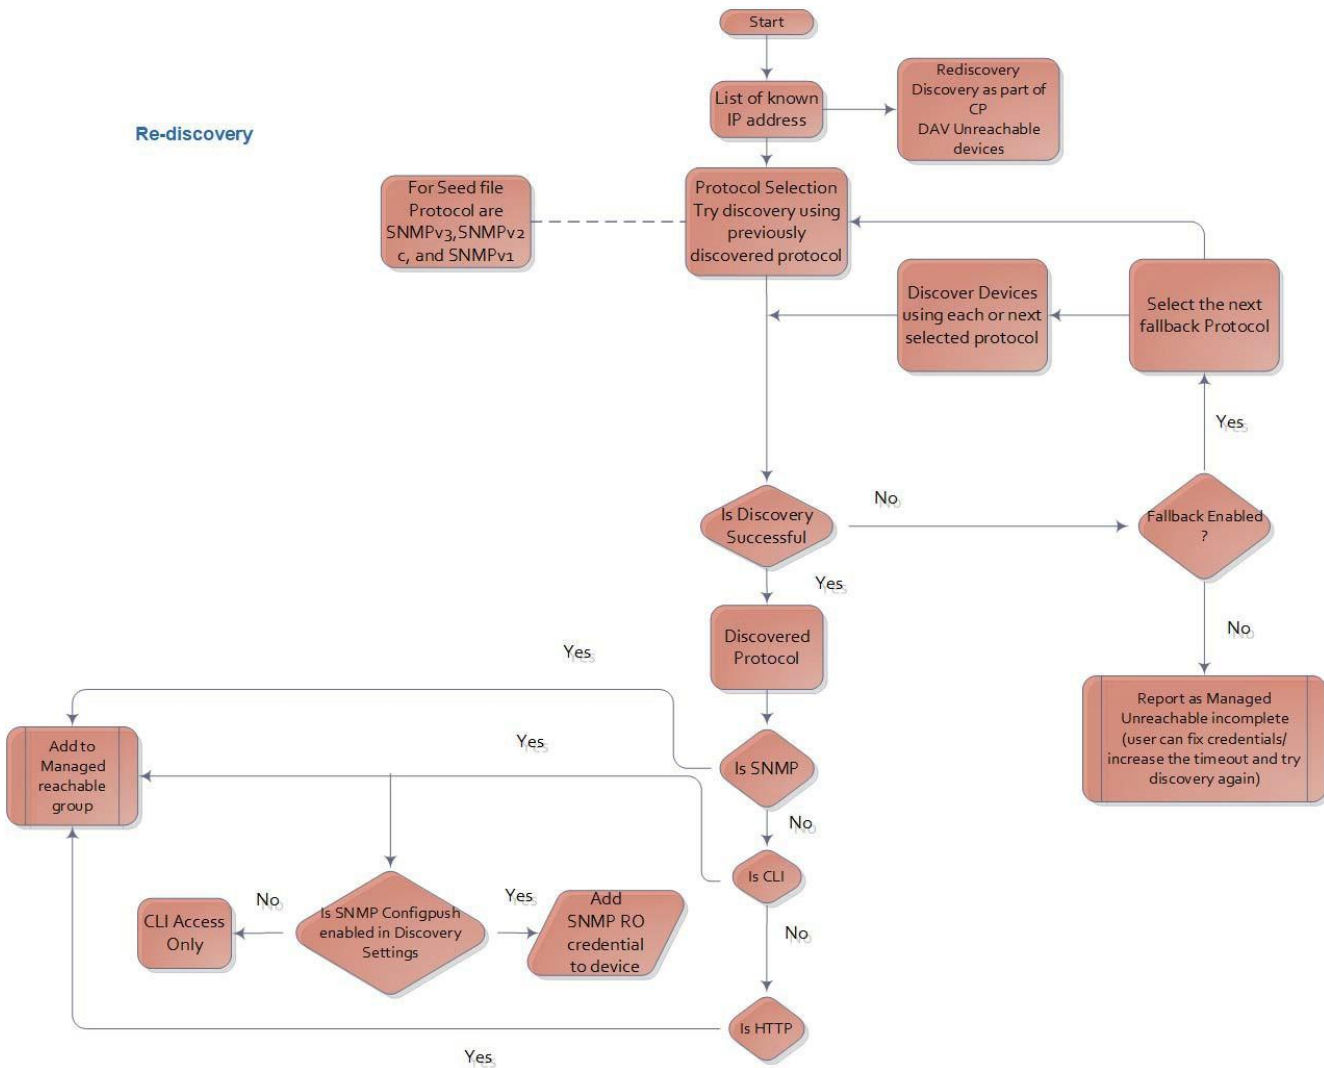 Start
List of known
IP address
Rediscovery
Discovery as part of
CP
DAV Unreachable
devices
Re-discovery
For Seed file
Protocol are
SNMPv3,SNMPv2
c, and SNMPv1
Protocol Selection
Try discovery using
previously
discovered protocol
Discover Devices
using each or next
selected protocol
Select the next
fallback Protocol
Yes
Is Discovery
Successful
No
Fallback Enabled
?
Yes
No
Discovered
Protocol
Report as Managed
Unreachable incomplete
(user can fix credentials/
increase the timeout and try
discovery again)
Yes
Add to
Managed
reachable
group
Yes
Is SNMP
No
Is CLI
No
CLI Access
Only
No
Is SNMP Configpush
enabled in Discovery
Settings
Yes
Add
SNMP RO
credential
to device
Is HTTP
Yes